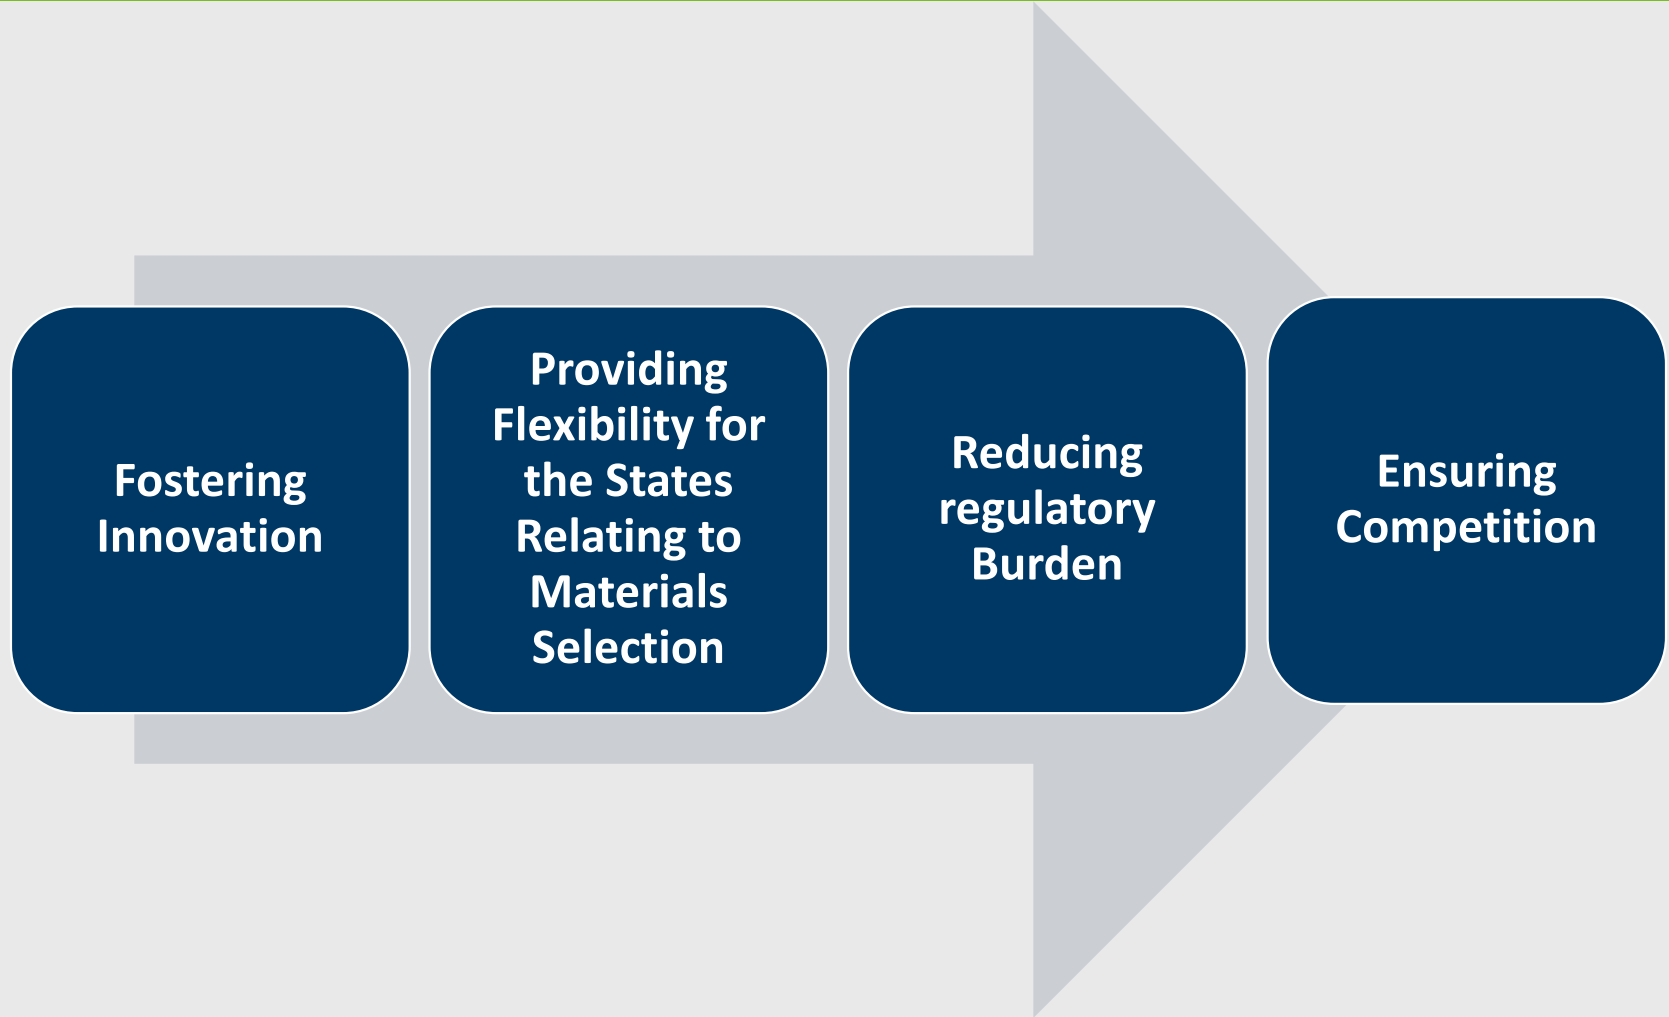 Fostering
Innovation
Providing
Flexibility for
the States
Relating to
Materials
Selection
Reducing
regulatory
Burden
Ensuring
Competition